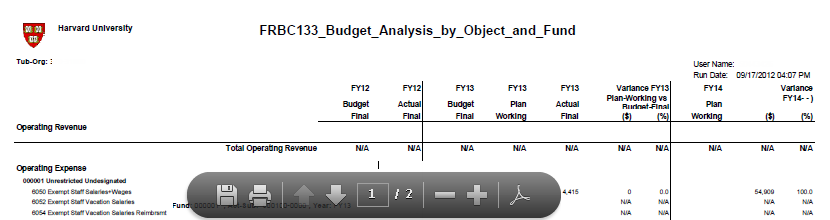 Harvard University
FRBC133_Budget_Analysis_by_Object_and_Fund
Tub-Org:
User Name:
Run Date: 09/17/2012 04:07 PM
FY12 FY12 FY13 FY13 FY13 Variance FY13 FY14 Variance
Budget Actual Budget Plan Actual Plan-Working vs Budget-Final Plan FY14- - )
Final Final Final Working Final ($) (%) Working ($) (%)
Operating Revenue
Total Operating Revenue N/A N/A N/A N/A N/A N/A N/A N/A N/A N/A
Operating Expense
000001 Unrestricted Undesignated
6050 Exempt Staff Salaries+Wages 4,415 0 0.0 54,909 100.0
6052 Exempt Staff Vacation Salaries N/A N/A N/A N/A
6054 Exempt Staff Vacation Salaries Reimbrsmt N/A N/A N/A N/A
1 / 2